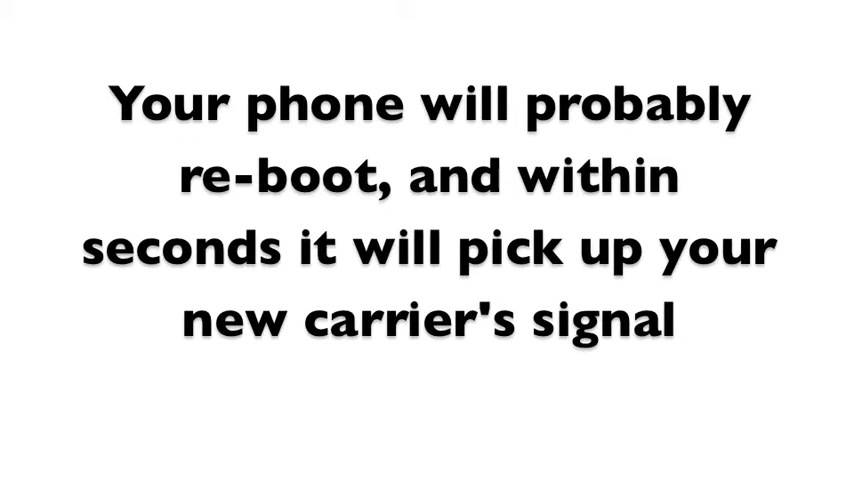 Your phone will probably
re-boot, and within
seconds it will pick up your
new carrier's signal